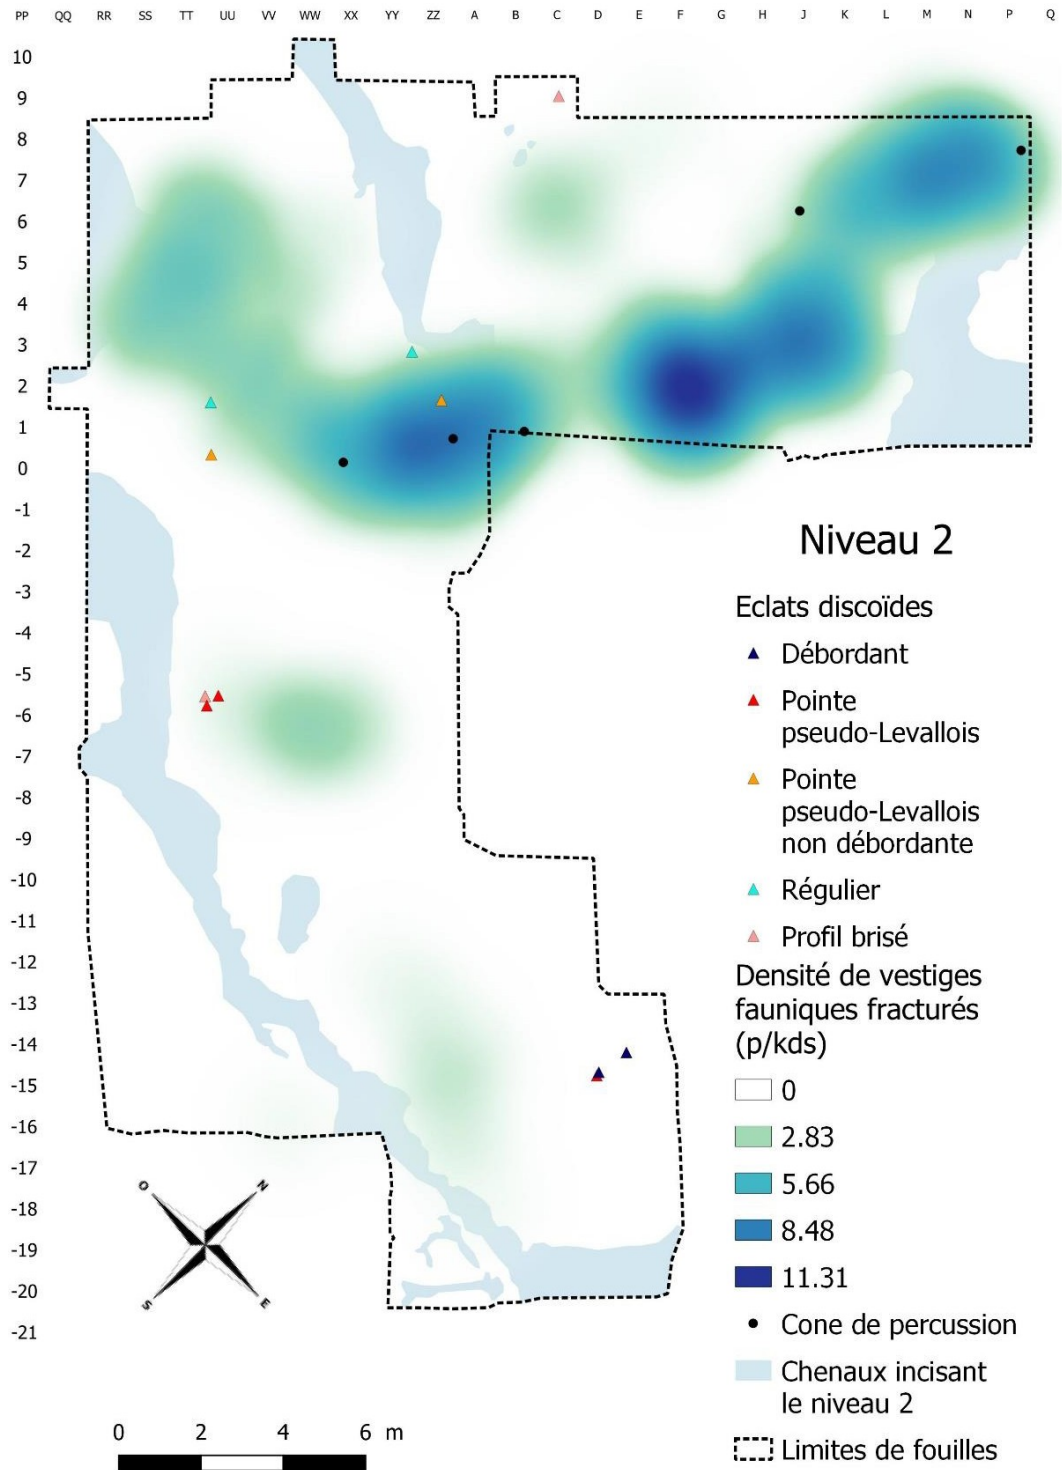 PP QQ RR SS TT UU VV WW XX YY ZZ A B C D E F G H J K L M N P Q
10
9
8
7
6
5
4
3
2
1
0
-1
-2
-3
-4
-5
-6
-7
-8
-9
-10
-11
-12
-13
-14
-15
-16
-17
-18
-19
-20
-21
Niveau 2
Eclats discoïdes
Débordant
Pointe
pseudo-Levallois
Pointe
pseudo-Levallois
non débordante
Régulier
Profil brisé
Densité de vestiges
fauniques fracturés
(p/kds)
0
2.83
5.66
8.48
11.31
Cone de percussion
Chenaux incisant
le niveau 2
Limites de fouilles
O N
S E
0 2 4 6 m